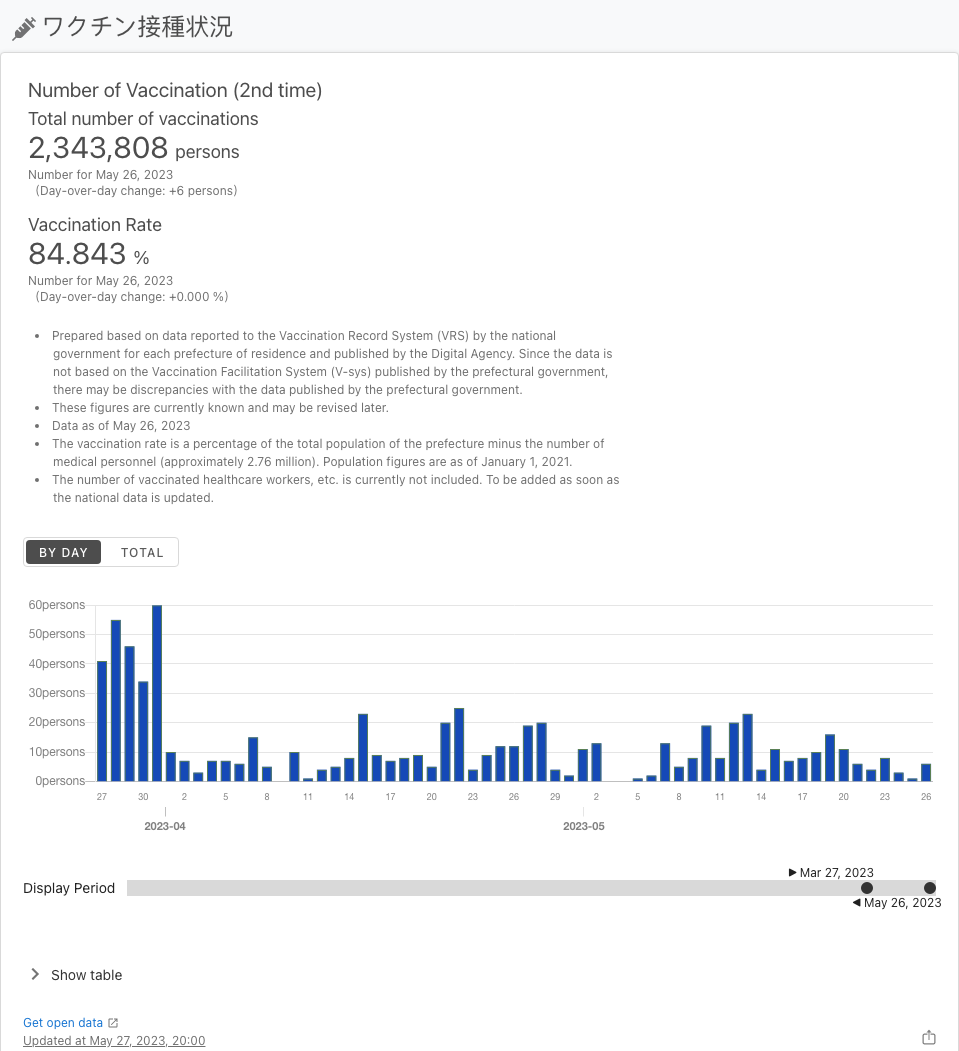 ワクチン接種状況
Number of Vaccination (2nd time)
Total number of vaccinations
2,343,808 persons
Number for May 26, 2023
(Day-over-day change: +6 persons)
Vaccination Rate
84.843 %
Number for May 26, 2023
(Day-over-day change: +0.000 %)
• Prepared based on data reported to the Vaccination Record System (VRS) by the national
government for each prefecture of residence and published by the Digital Agency. Since the data is
not based on the Vaccination Facilitation System (V-sys) published by the prefectural government,
there may be discrepancies with the data published by the prefectural government.
• These figures are currently known and may be revised later.
• Data as of May 26, 2023
• The vaccination rate is a percentage of the total population of the prefecture minus the number of
medical personnel (approximately 2.76 million). Population figures are as of January 1, 2021.
• The number of vaccinated healthcare workers, etc. is currently not included. To be added as soon as
the national data is updated.
BY DAY TOTAL
60persons
50persons
40persons
30persons
20persons
10persons
0persons
27 30 2 5 8 11 14 17 20 23 26 29 2 5 8 11 14 17 20 23 26
2023-04 2023-05
Mar 27, 2023
Display Period
May 26, 2023
Show table
Get open data
Updated at May 27, 2023, 20:00